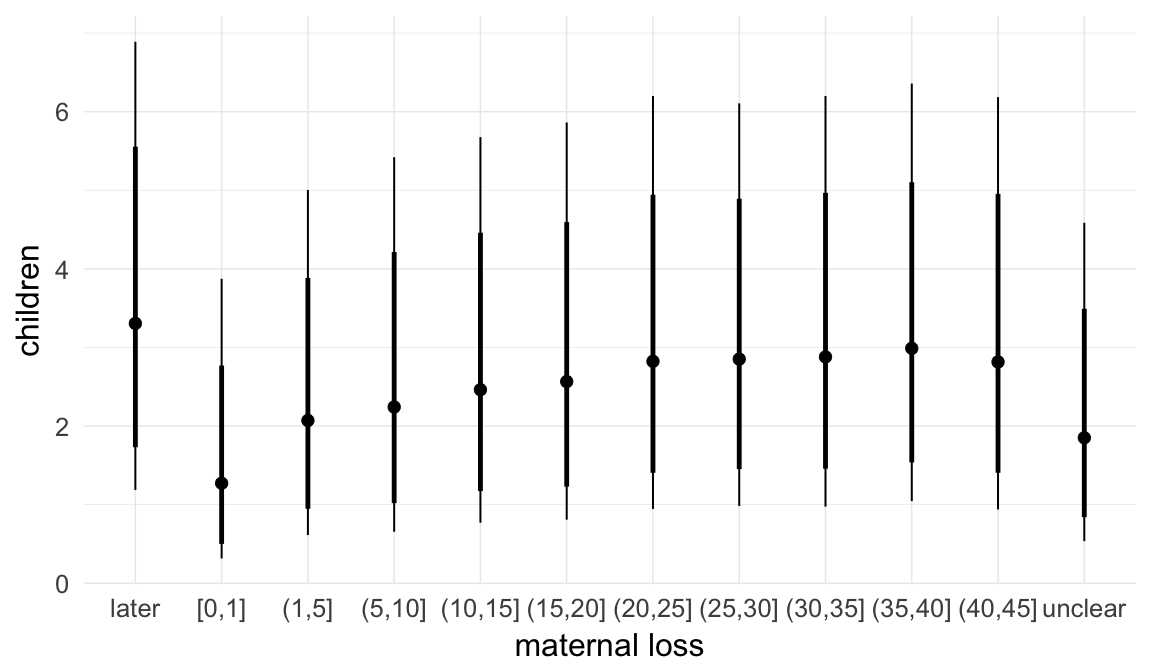 children
6
4
2
0
later [0,1] (1,5] (5,10] (10,15] (15,20] (20,25] (25,30] (30,35] (35,40] (40,45] unclear
maternal loss